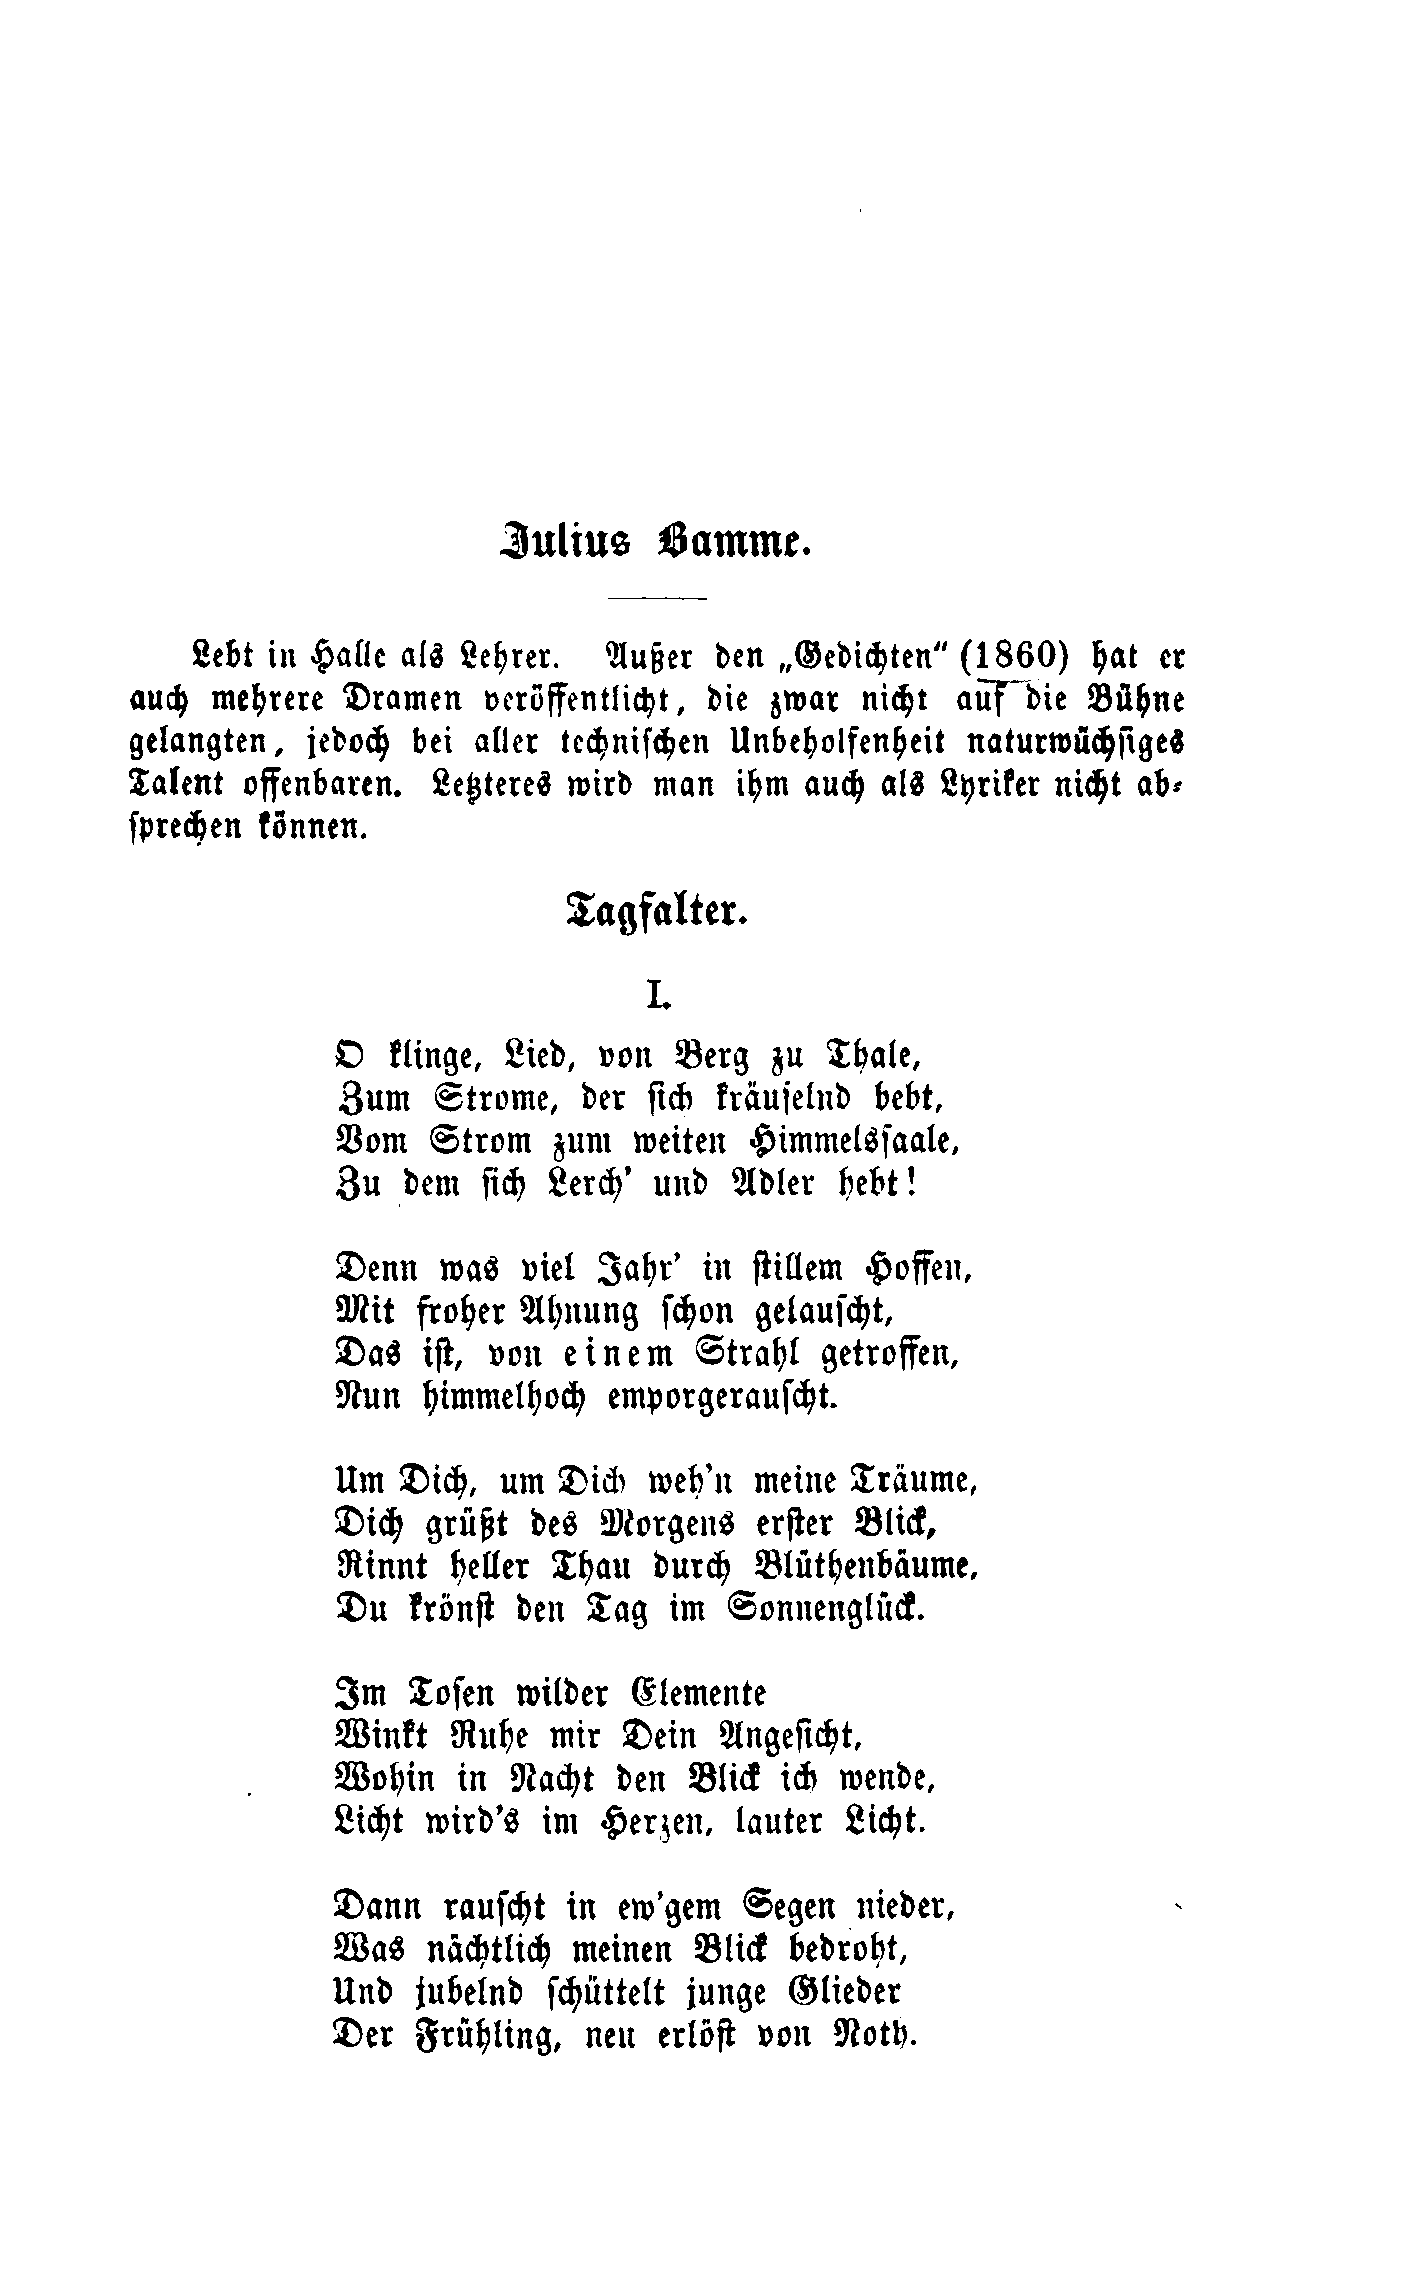 Julius Bamme.
Lebt in Halle als Lehrer. Außer den „Gedichten“ (1860) hat er
auch mehrere Dramen veröffentlicht, die zwar nicht auf die Bühne
gelangten, jedoch bei aller technischen Unbeholfenheit naturwüchsiges
Talent offenbaren. Letzteres wird man ihm auch als Lyriker nicht ab-
sprechen können.
Tagfalter.
I.
O klinge, Lied, von Berg zu Thale,
Zum Strome, der sich kräuselnd bebt,
Vom Strom zum weiten Himmelssaale,
Zu dem sich Lerch' und Adler hebt!
Denn was viel Jahr' in stillem Hoffen,
Mit froher Ahnung schon gelauscht,
Das ist, von einem Strahl getroffen,
Nun himmelhoch emporgerauscht.
Um Dich, um Dich weh'n meine Träume,
Dich grüßt des Morgens erster Blick,
Rinnt heller Thau durch Blüthenbäume,
Du krönst den Tag im Sonnenglück.
Im Tosen wilder Elemente
Winkt Ruhe mir Dein Angesicht,
Wohin in Nacht den Blick ich wende,
Licht wird's im Herzen, lauter Licht.
Dann rauscht in ew'gem Segen nieder,
Was nächtlich meinen Blick bedroht,
Und jubelnd schüttelt junge Glieder
Der Frühling, neu erlöst von Noth.